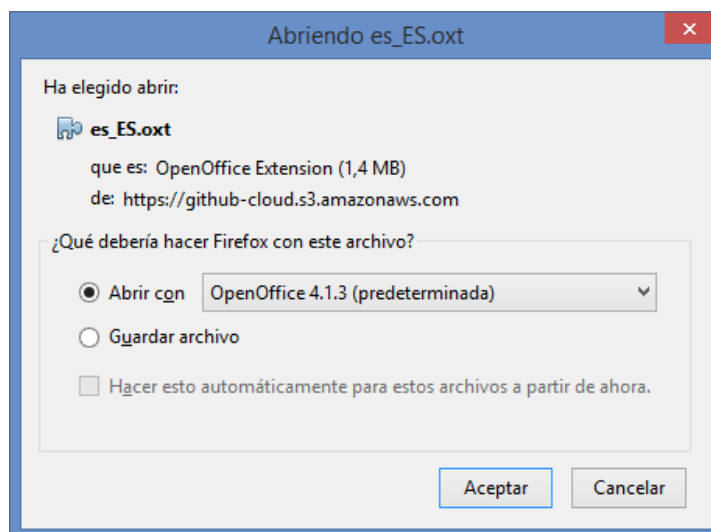 Abriendo es_ES.oxt
Ha elegido abrir:
es_ES.oxt
que es: OpenOffice Extension (1,4 MB)
de: https://github-cloud.s3.amazonaws.com
¿Qué debería hacer Firefox con este archivo?
Abrir con OpenOffice 4.1.3 (predeterminada)
Guardar archivo
Hacer esto automáticamente para estos archivos a partir de ahora.
Aceptar Cancelar